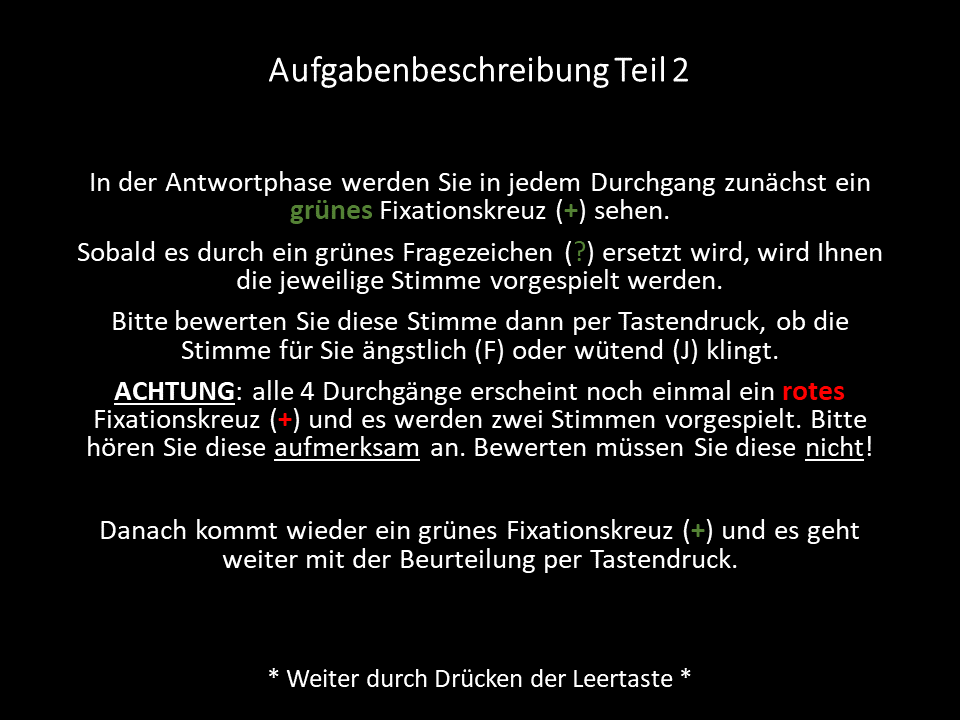 Aufgabenbeschreibung Teil 2
In der Antwortphase werden Sie in jedem Durchgang zunächst ein
grünes Fixationskreuz (+) sehen.
Sobald es durch ein grünes Fragezeichen (?) ersetzt wird, wird Ihnen
die jeweilige Stimme vorgespielt werden.
Bitte bewerten Sie diese Stimme dann per Tastendruck, ob die
Stimme für Sie ängstlich (F) oder wütend (J) klingt.
ACHTUNG: alle 4 Durchgänge erscheint noch einmal ein rotes
Fixationskreuz (+) und es werden zwei Stimmen vorgespielt. Bitte
hören Sie diese aufmerksam an. Bewerten müssen Sie diese nicht!
Danach kommt wieder ein grünes Fixationskreuz (+) und es geht
weiter mit der Beurteilung per Tastendruck.
* Weiter durch Drücken der Leertaste *